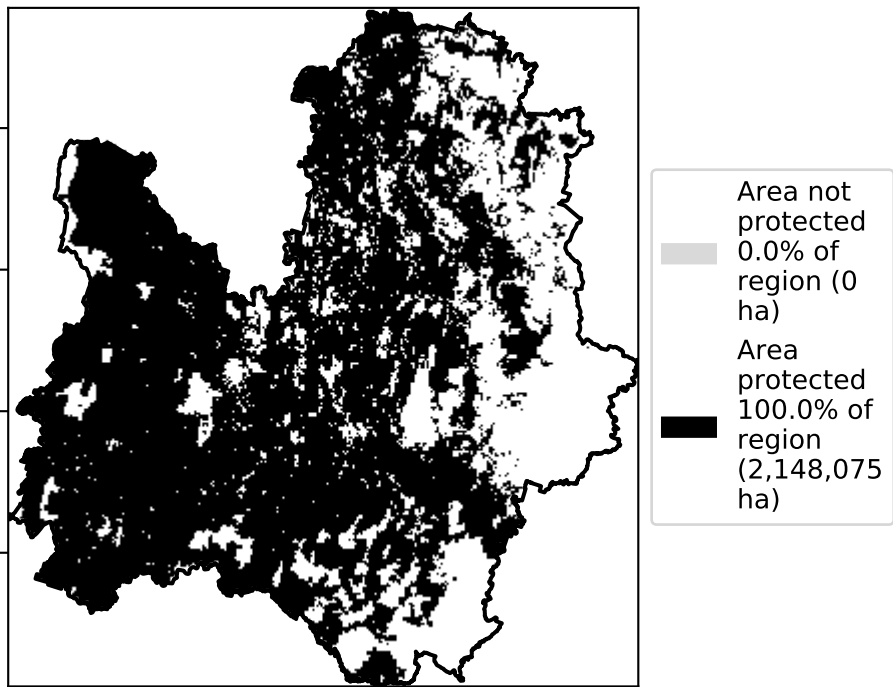 Area not
protected
0.0% of
region (0
ha)
Area
protected
100.0% of
region
(2,148,075
ha)